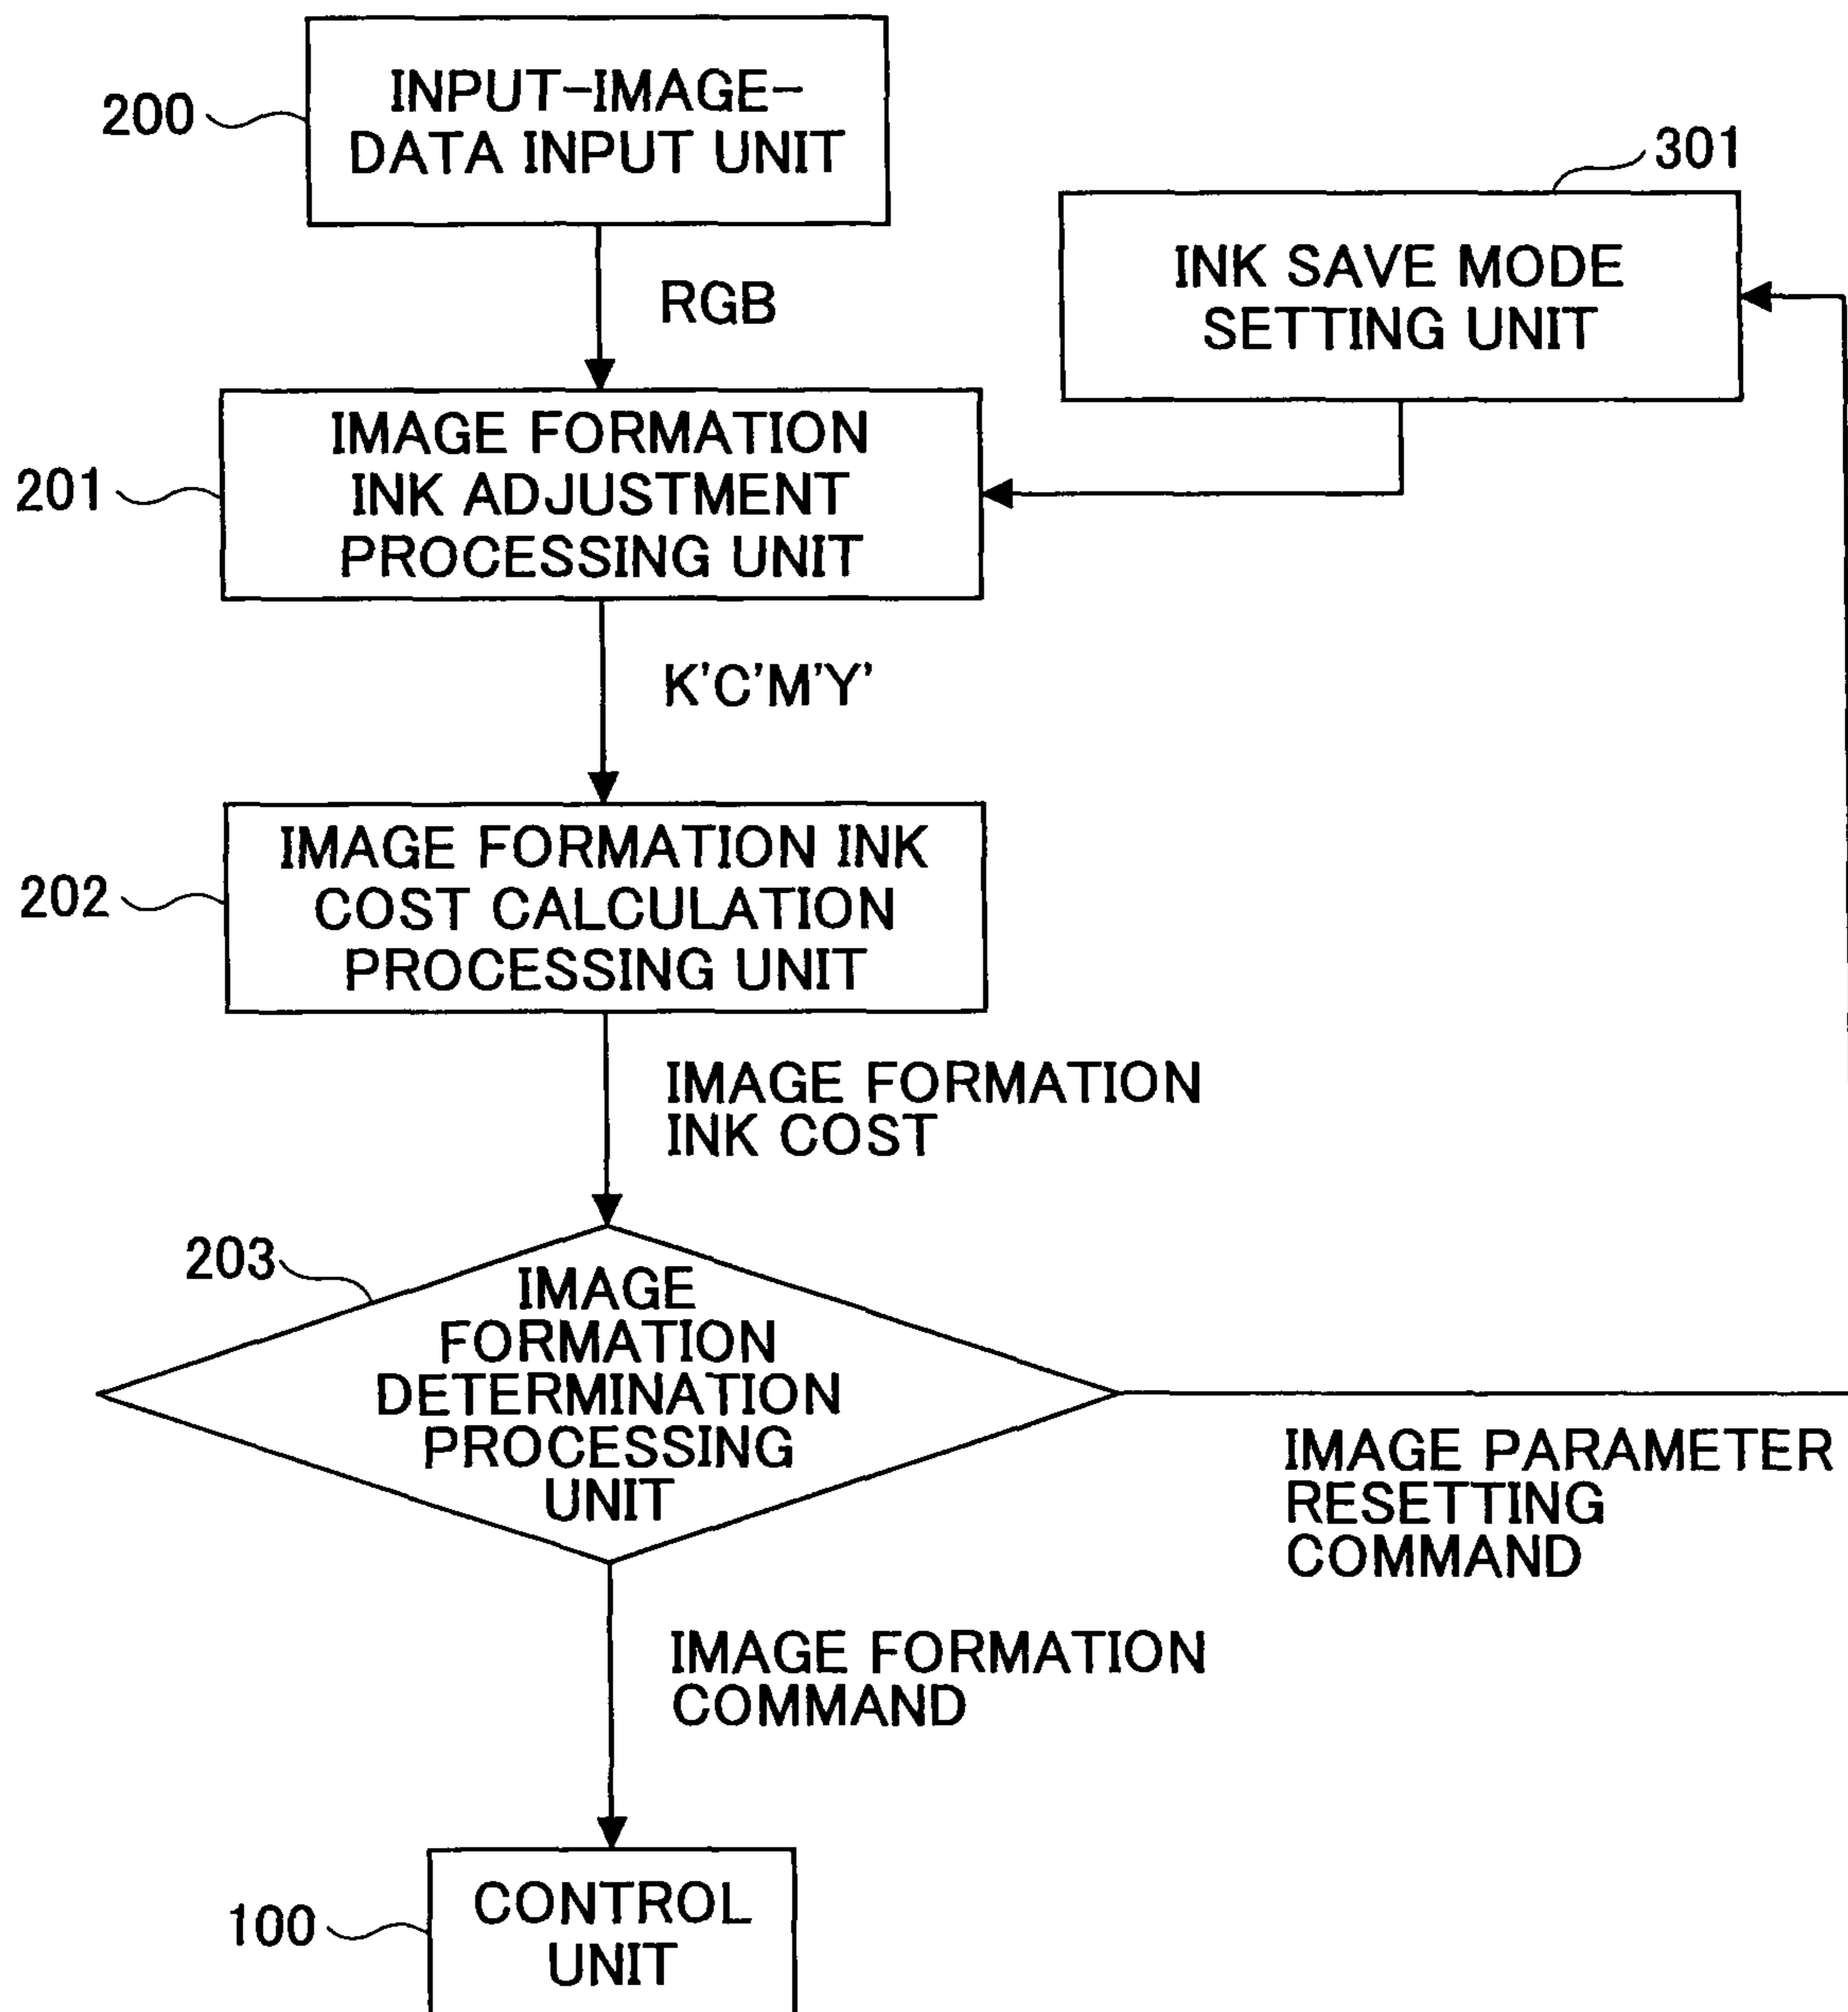 200
INPUT-IMAGE-
DATA INPUT UNIT
301
INK SAVE MODE
SETTING UNIT
RGB
201
IMAGE FORMATION
INK ADJUSTMENT
PROCESSING UNIT
K'C'M'Y'
202
IMAGE FORMATION INK
COST CALCULATION
PROCESSING UNIT
IMAGE FORMATION
INK COST
203
IMAGE
FORMATION
DETERMINATION
PROCESSING
UNIT
IMAGE PARAMETER
RESETTING
COMMAND
IMAGE FORMATION
COMMAND
100
CONTROL
UNIT